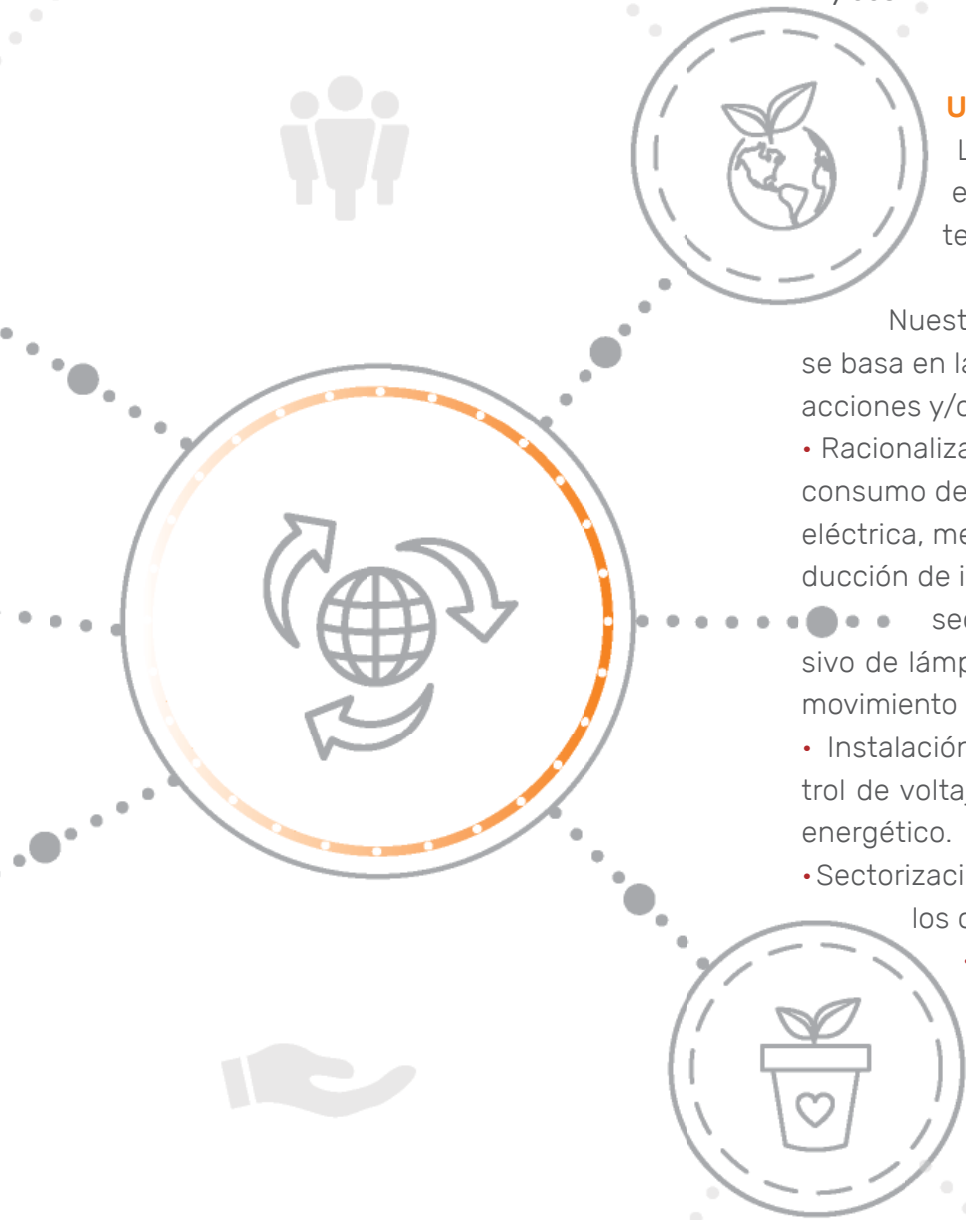 U
L
e
te
Nuest
se basa en la
acciones y/o
• Racionaliza
consumo de
eléctrica, me
ducción de i
sec
sivo de lámp
movimiento
• Instalación
trol de volta
energético.
• Sectorizaci
los c